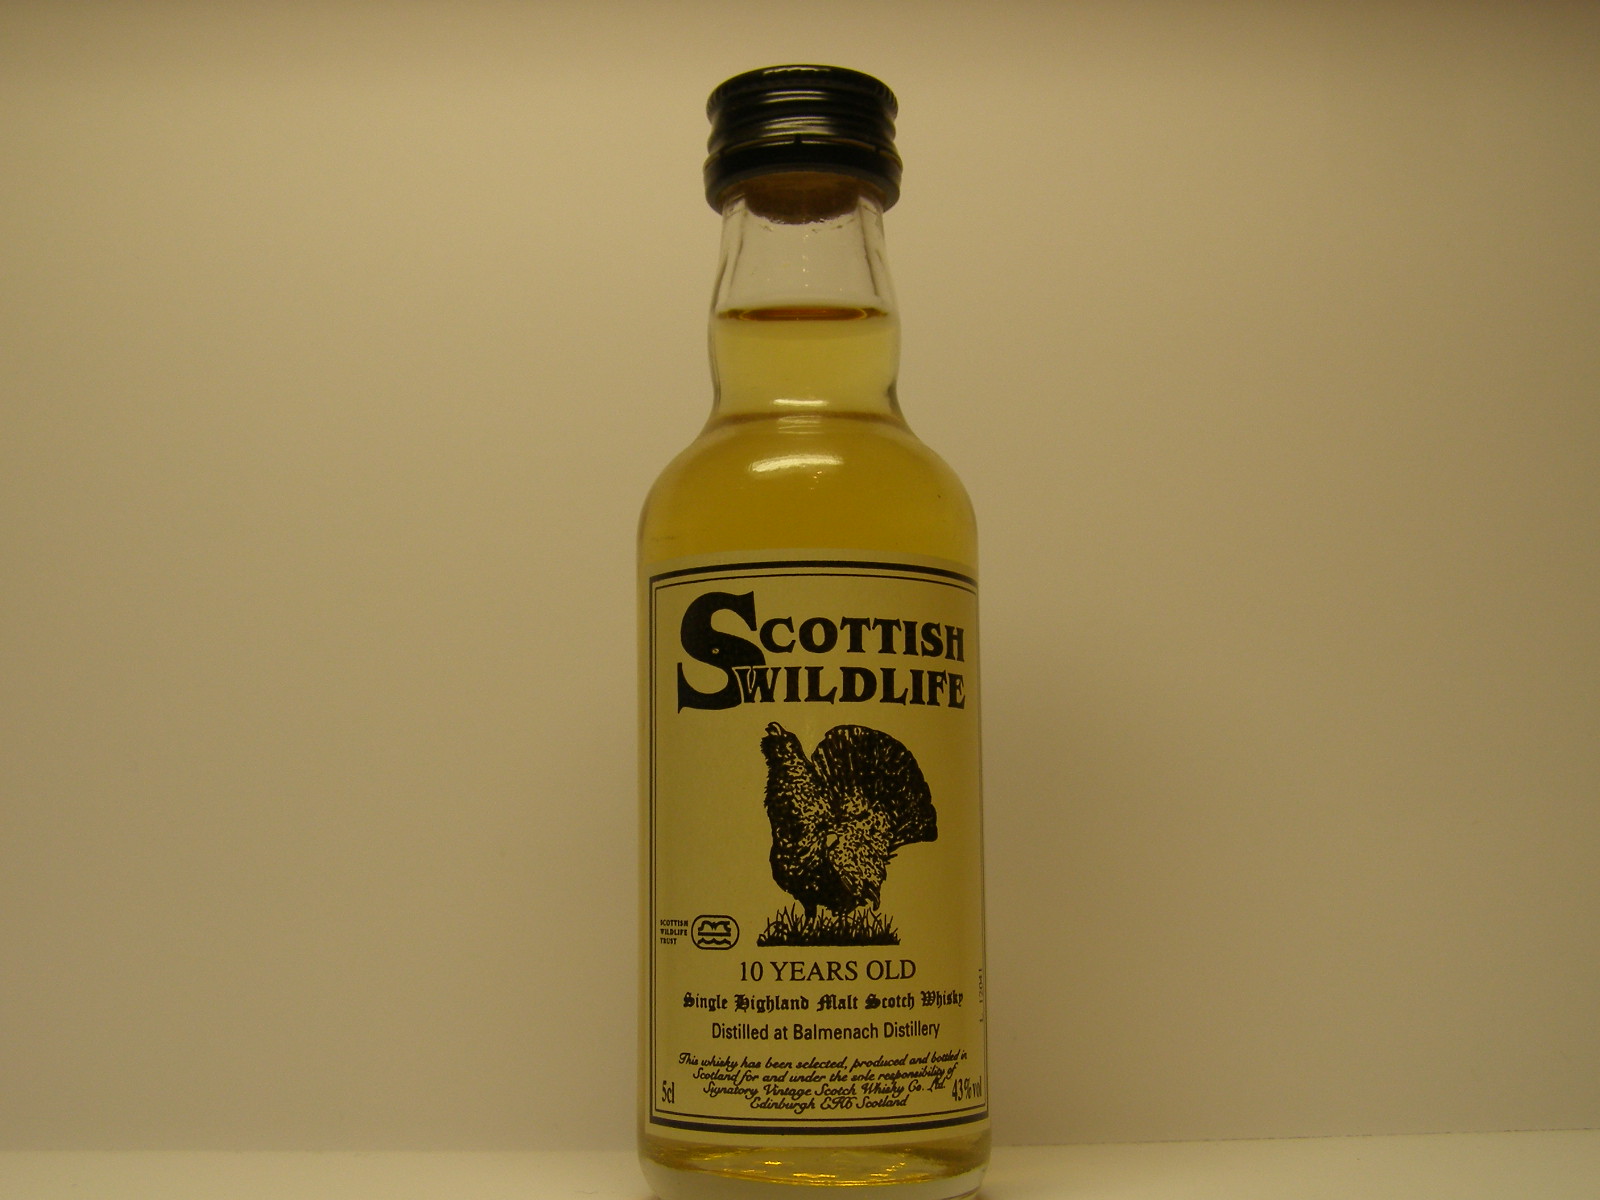 SCOTTISH
WILDLIFE
SCOTTISH
WILDLIFE
TRUST
10 YEARS OLD
Single Highland Malt Scotch Whisky
Distilled at Balmenach Distillery
This whisky has been selected, produced and bottled in
Scotland for and under the sole responsibility of
Signatory Vintage Scotch Whisky Co. Ltd.
Edinburgh EH6 Scotland
5cl
43%vol